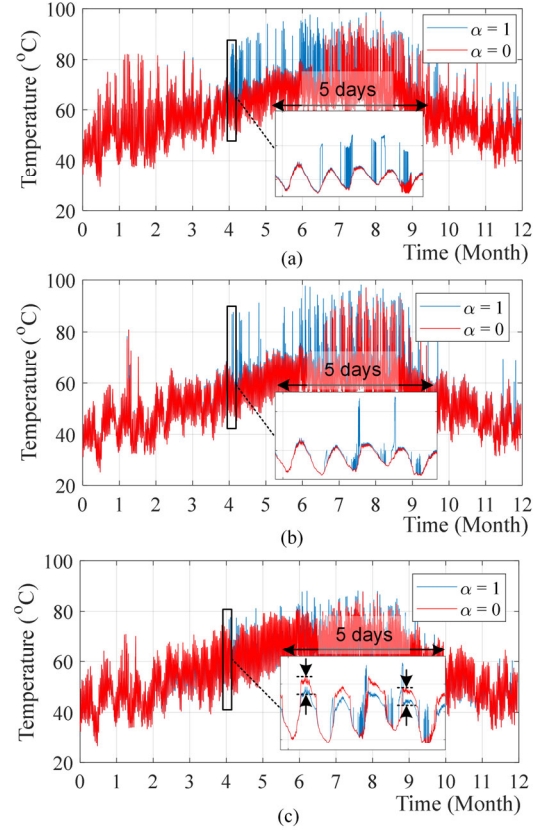 100
80
60
40
20
Temperature (°C)
α = 1
α = 0
5 days
0 1 2 3 4 5 6 7 8 9 10 11 12
Time (Month)
(a)
100
80
60
40
20
Temperature (°C)
α = 1
α = 0
5 days
0 1 2 3 4 5 6 7 8 9 10 11 12
Time (Month)
(b)
100
80
60
40
20
Temperature (°C)
α = 1
α = 0
5 days
0 1 2 3 4 5 6 7 8 9 10 11 12
Time (Month)
(c)